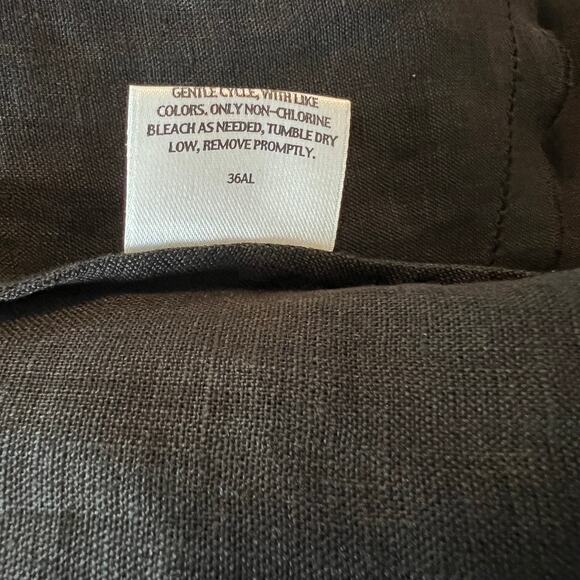 GENTLE CYCLE, WITH LIKE
COLORS. ONLY NON-CHLORINE
BLEACH AS NEEDED, TUMBLE DRY
LOW, REMOVE PROMPTLY.
36AL